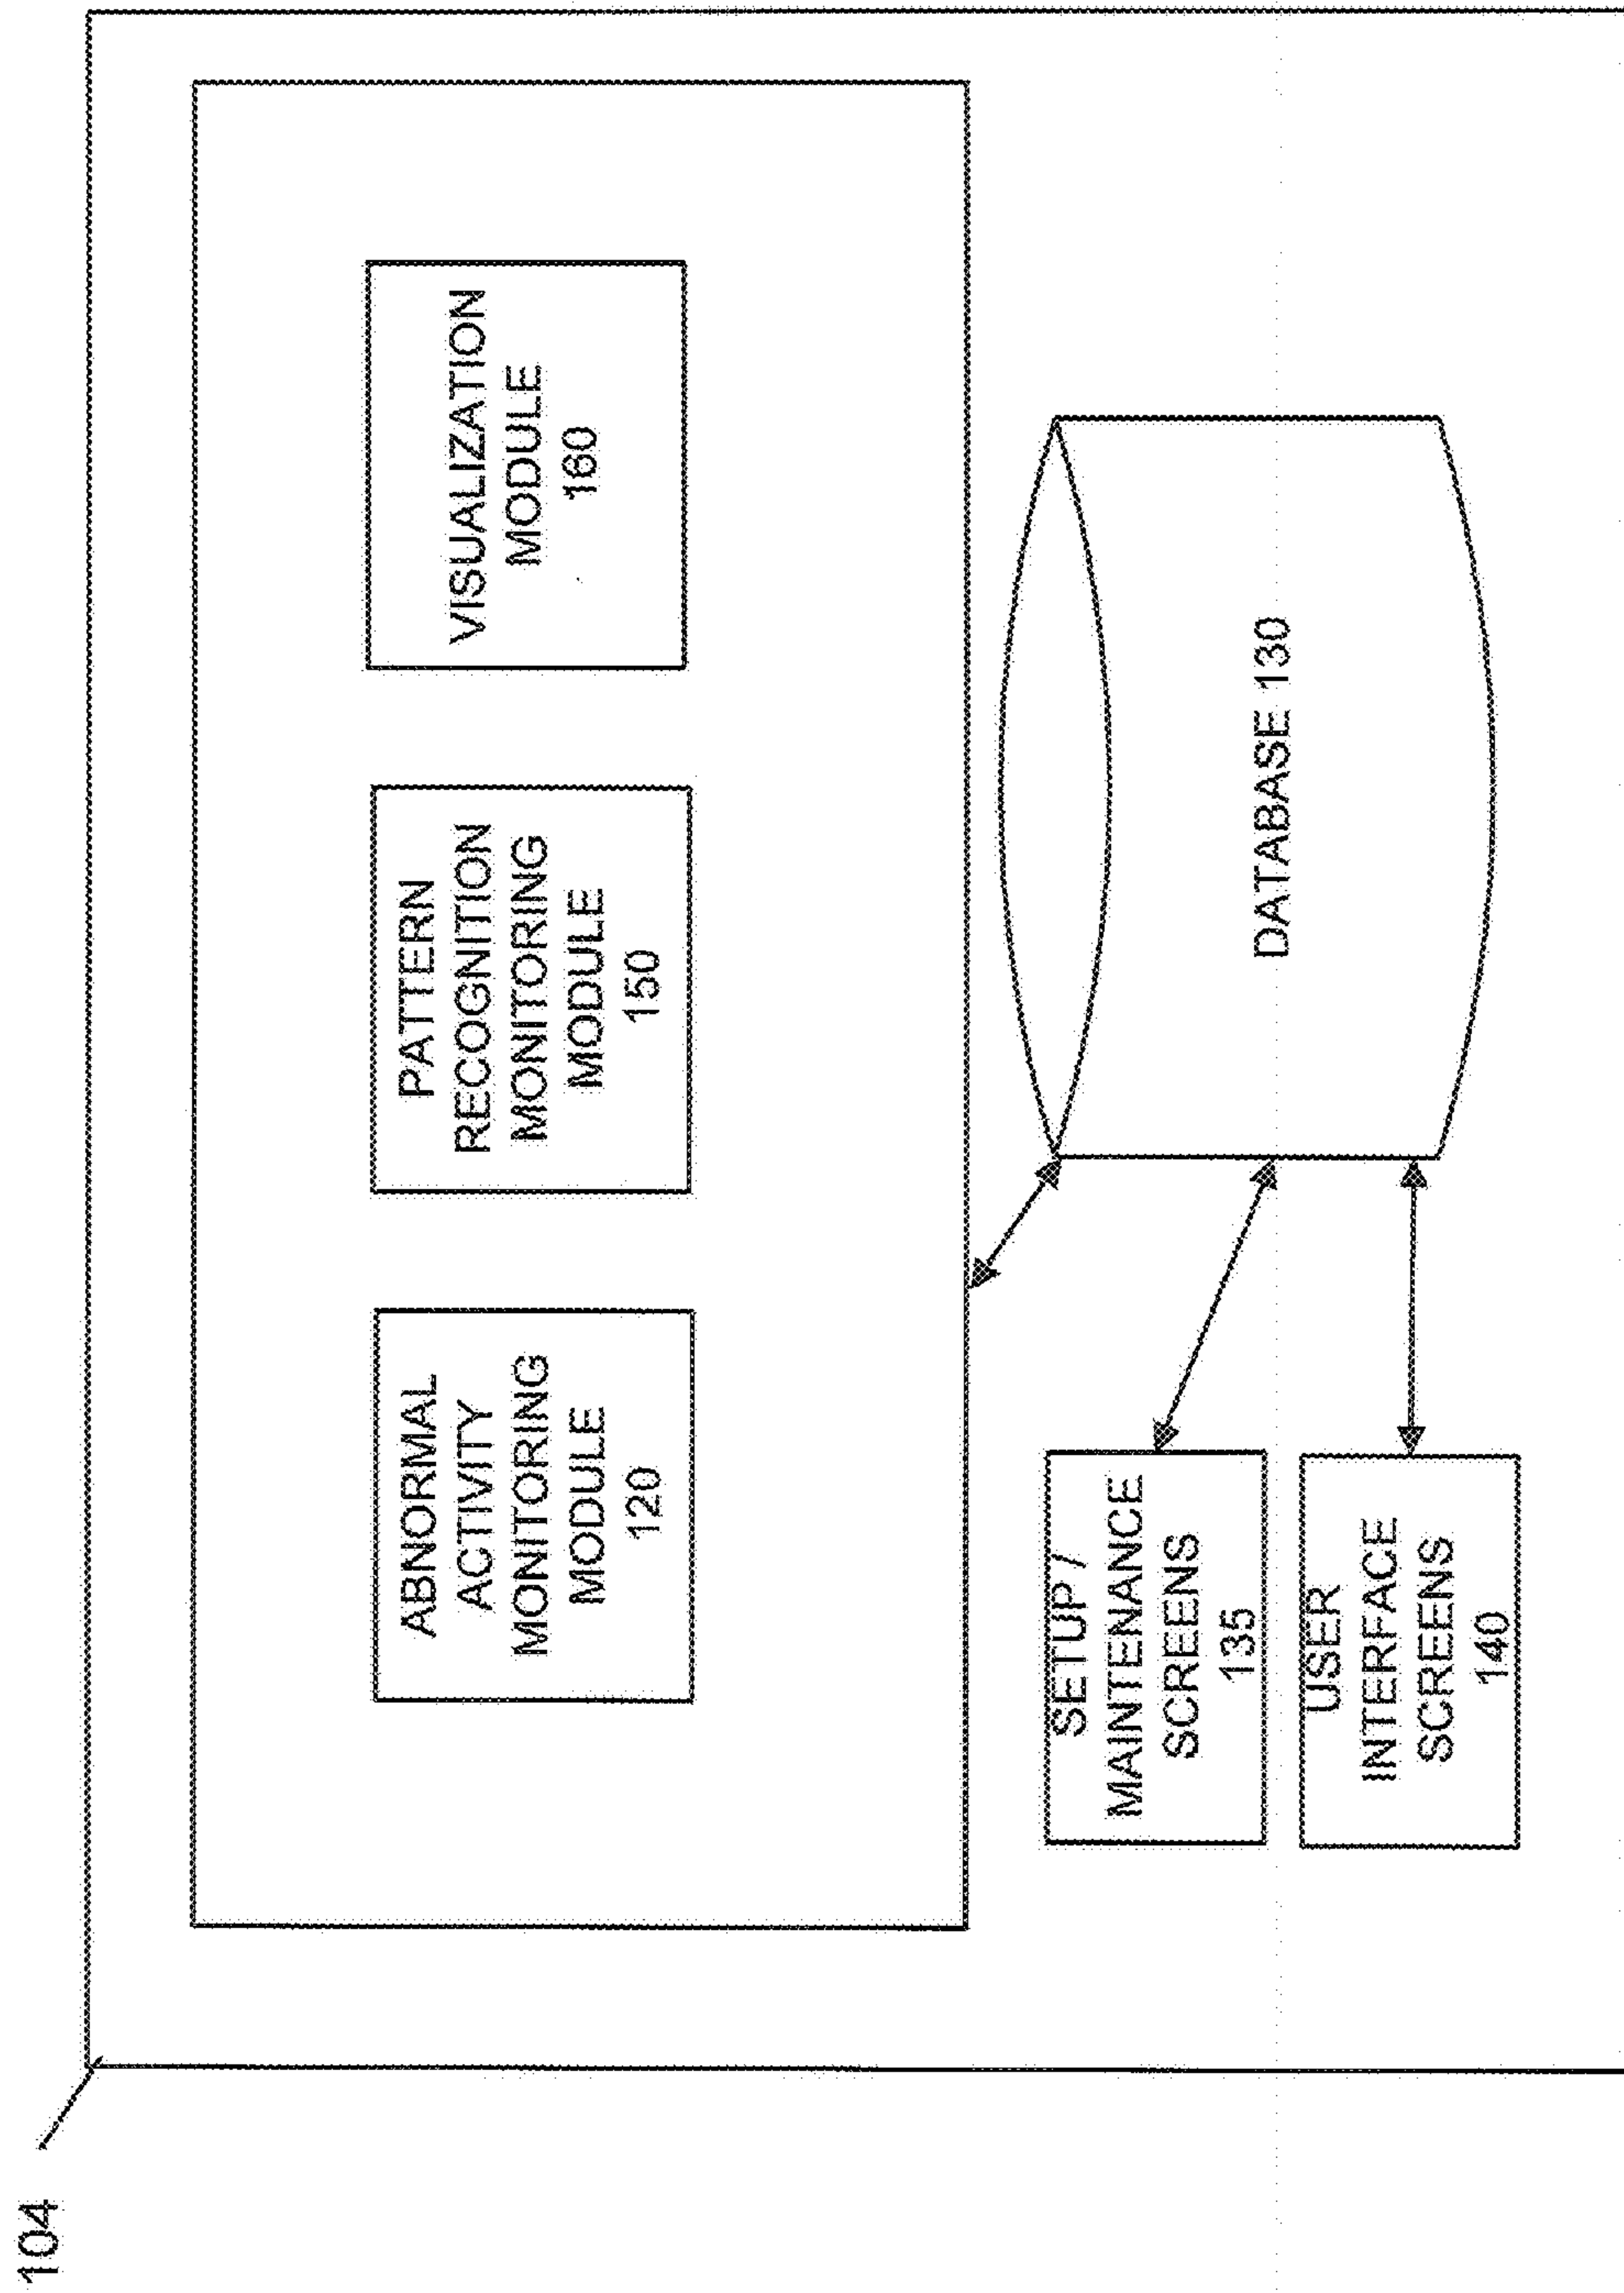 104
ABNORMAL
ACTIVITY
MONITORING
MODULE
120
PATTERN
RECOGNITION
MONITORING
MODULE
150
VISUALIZATION
MODULE
160
SETUP /
MAINTENANCE
SCREENS
135
USER
INTERFACE
SCREENS
140
DATABASE 130